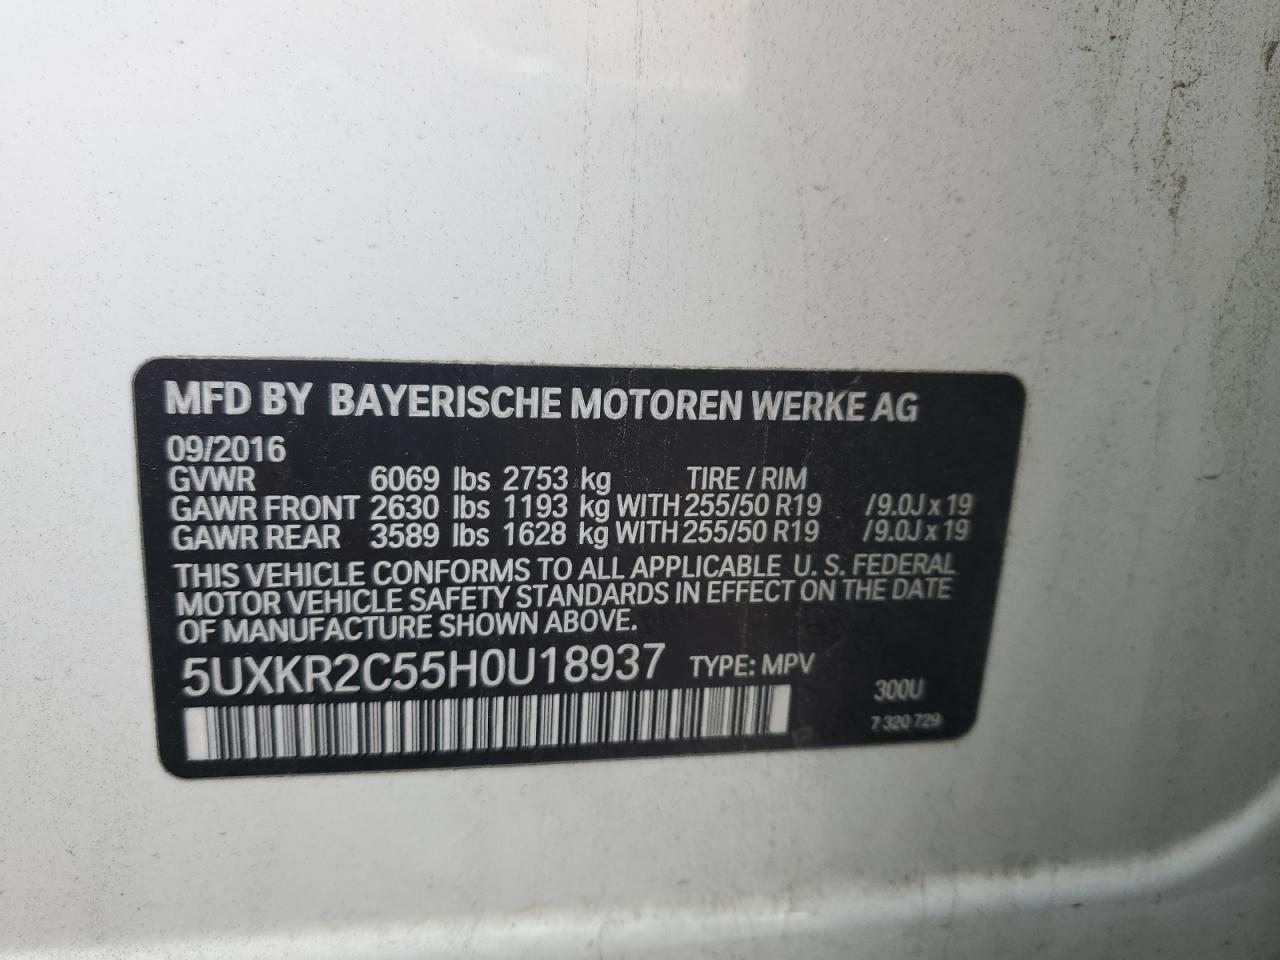 MFD BY BAYERISCHE MOTOREN WERKE AG
09/2016
GVWR 6069 lbs 2753 kg TIRE / RIM
GAWR FRONT 2630 lbs 1193 kg WITH 255/50 R19 /9.0J x 19
GAWR REAR 3589 lbs 1628 kg WITH 255/50 R19 /9.0J x 19
THIS VEHICLE CONFORMS TO ALL APPLICABLE U. S. FEDERAL
MOTOR VEHICLE SAFETY STANDARDS IN EFFECT ON THE DATE
OF MANUFACTURE SHOWN ABOVE.
5UXKR2C55H0U18937 TYPE: MPV
300U
7 320 729